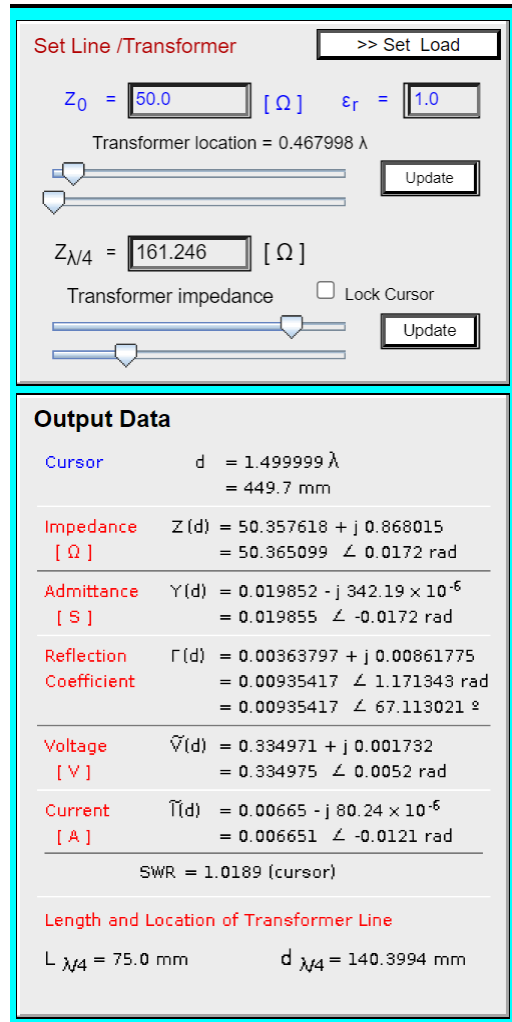 Set Line /Transformer >> Set Load
Z0 = 50.0 [ Ω ] εr = 1.0
Transformer location = 0.467998 λ
Update
Zλ/4 = 161.246 [ Ω ]
Transformer impedance Lock Cursor
Update
Output Data
Cursor d = 1.499999 λ
= 449.7 mm
Impedance Z(d) = 50.357618 + j 0.868015
[ Ω ] = 50.365099 ∠ 0.0172 rad
Admittance Y(d) = 0.019852 - j 342.19 x 10-6
[ S ] = 0.019855 ∠ -0.0172 rad
Reflection Γ(d) = 0.00363797 + j 0.00861775
Coefficient = 0.00935417 ∠ 1.171343 rad
= 0.00935417 ∠ 67.113021 º
Voltage Ṽ(d) = 0.334971 + j 0.001732
[ V ] = 0.334975 ∠ 0.0052 rad
Current Ĩ(d) = 0.00665 - j 80.24 x 10-6
[ A ] = 0.006651 ∠ -0.0121 rad
SWR = 1.0189 (cursor)
Length and Location of Transformer Line
L λ/4 = 75.0 mm d λ/4 = 140.3994 mm